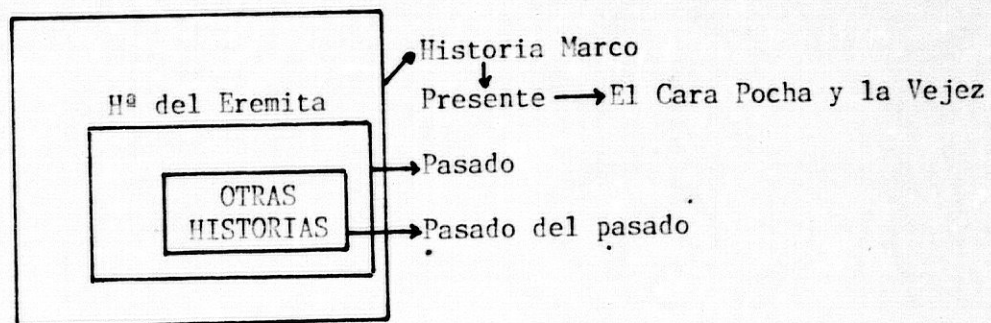 Historia Marco
Hª del Eremita
Presente → El Cara Pocha y la Vejez
Pasado
OTRAS
HISTORIAS
Pasado del pasado